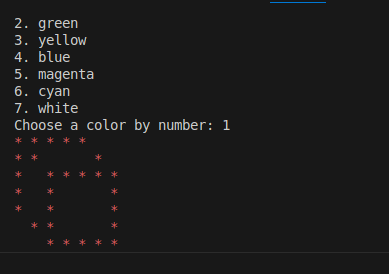 2. green
3. yellow
4. blue
5. magenta
6. cyan
7. white
Choose a color by number: 1
* * * * *
* *       *
*   * * * * *
*   *       *
*   *       *
  * *       *
    * * * * *